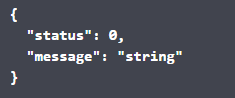 {
"status": 0,
"message": "string"
}